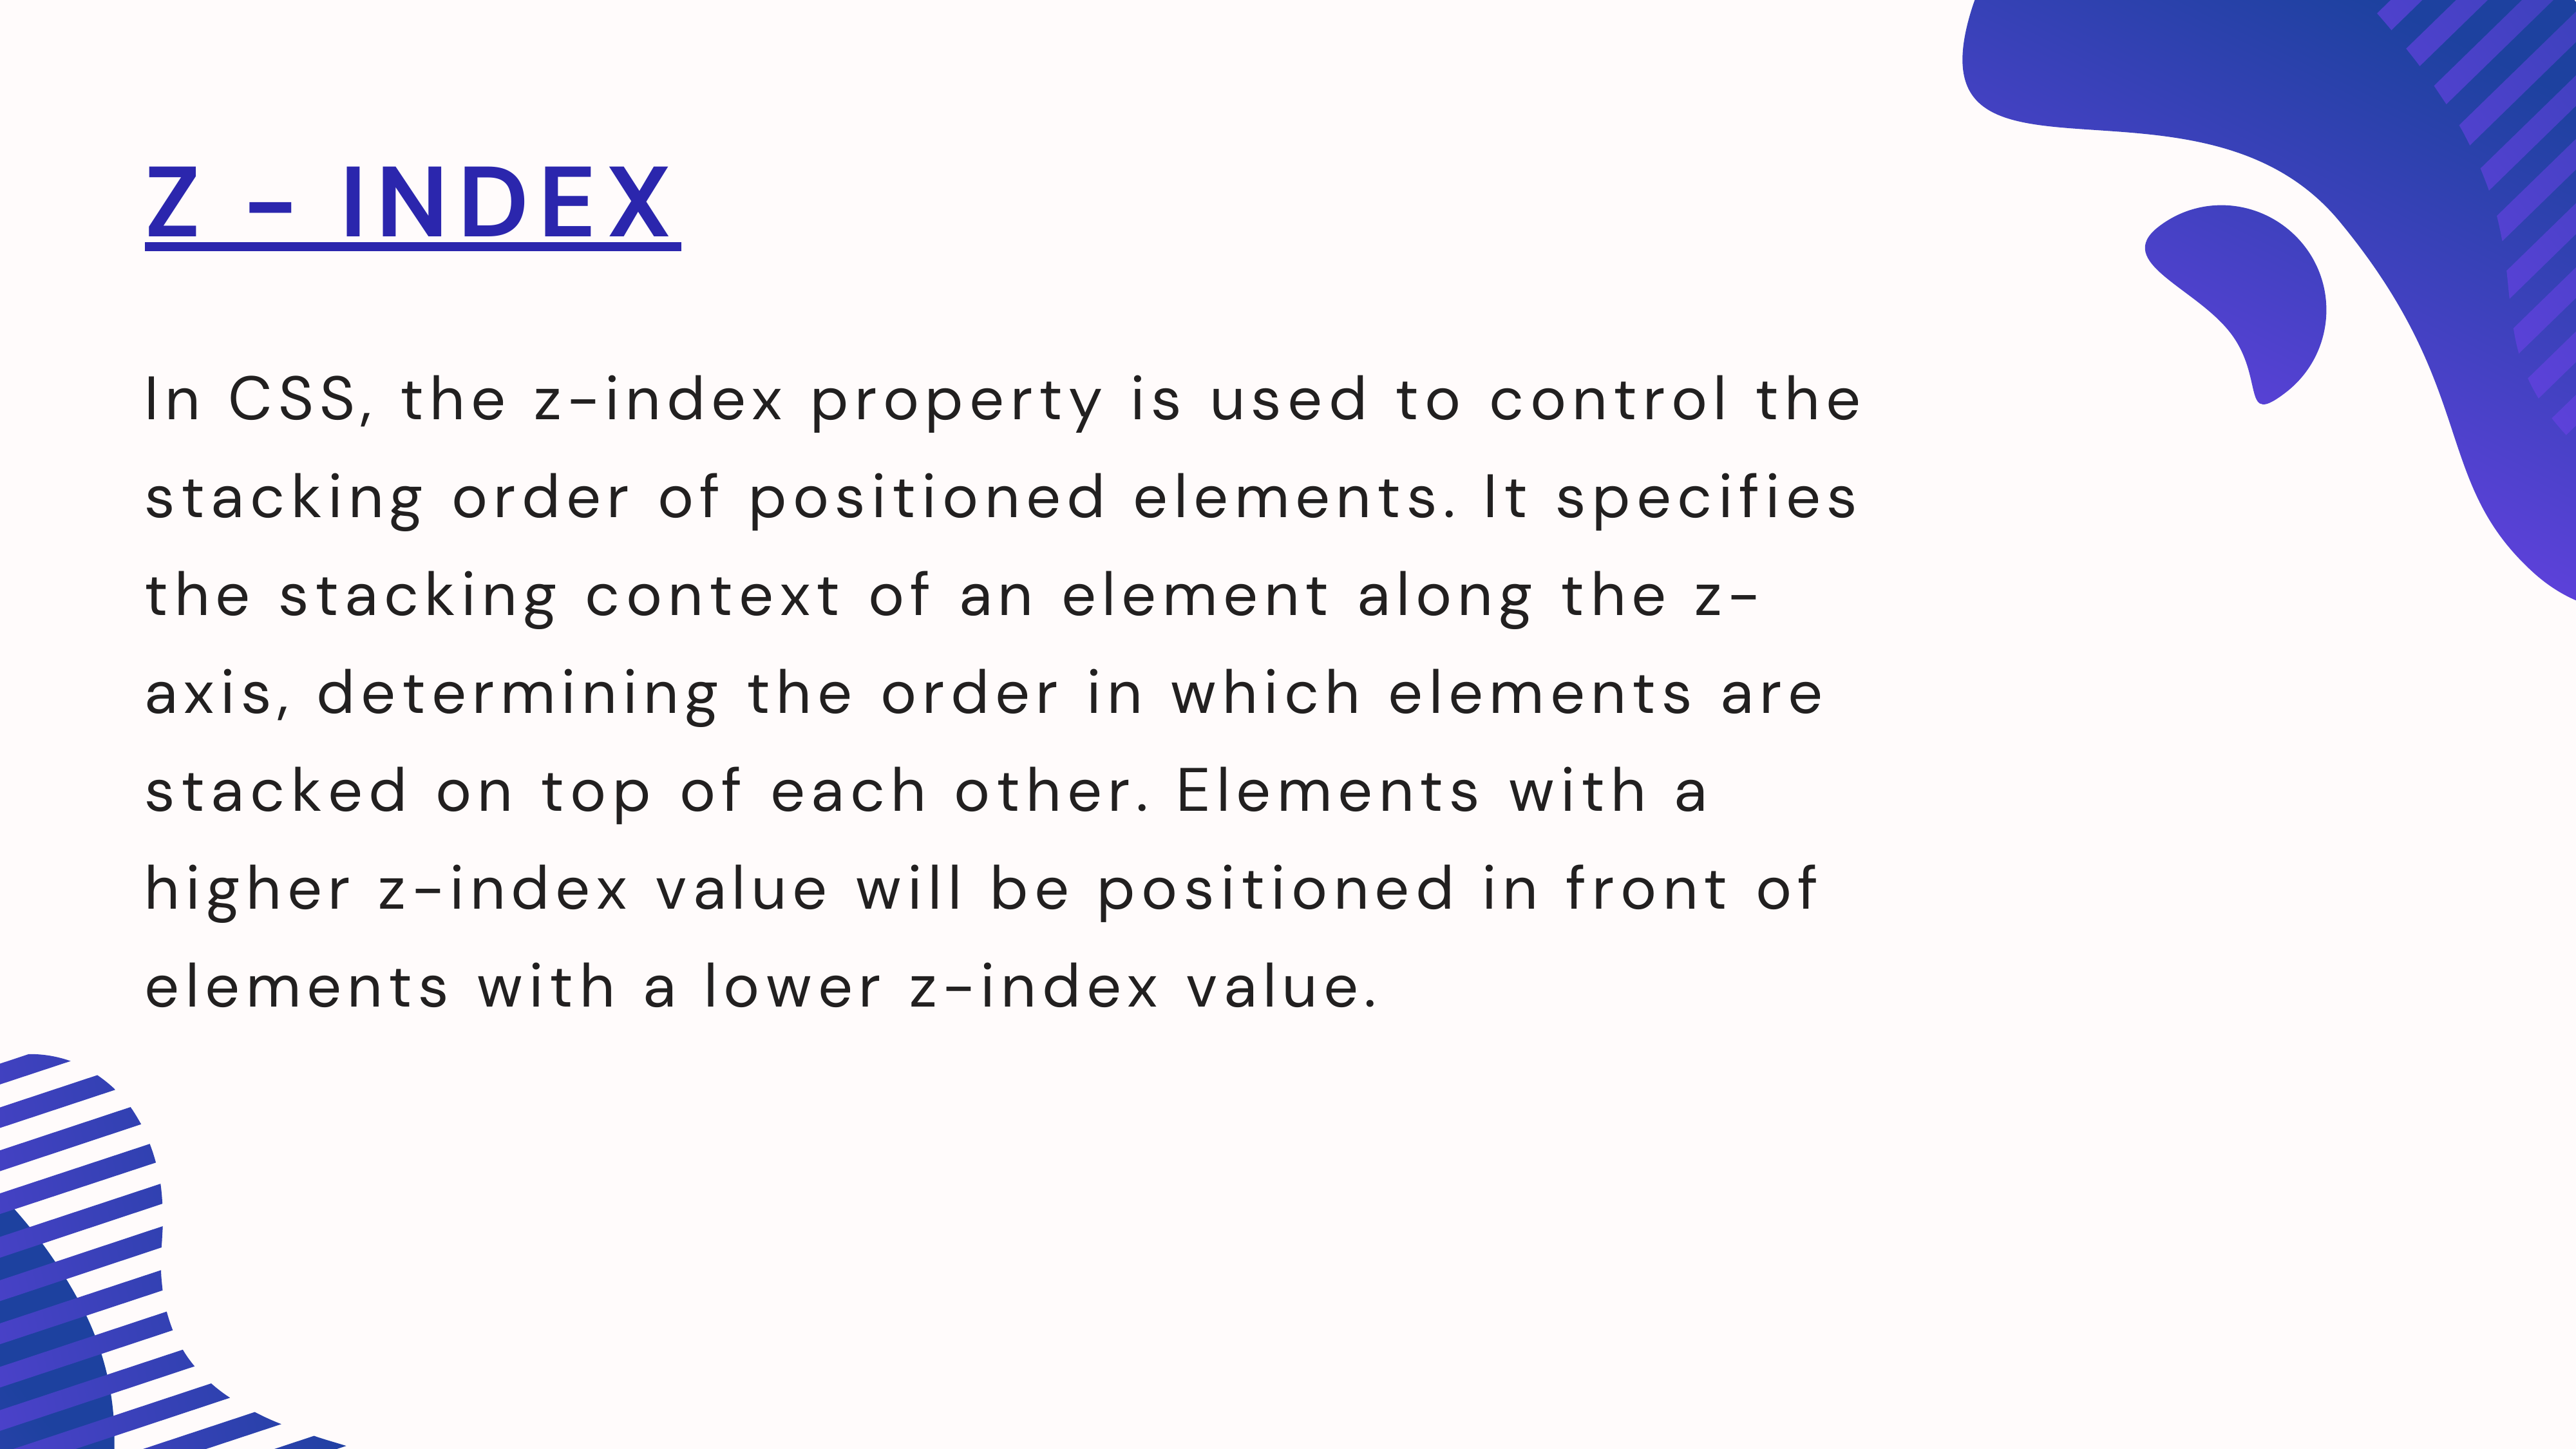 Z - INDEX
In CSS, the z-index property is used to control the
stacking order of positioned elements. It specifies
the stacking context of an element along the z-
axis, determining the order in which elements are
stacked on top of each other. Elements with a
higher z-index value will be positioned in front of
elements with a lower z-index value.